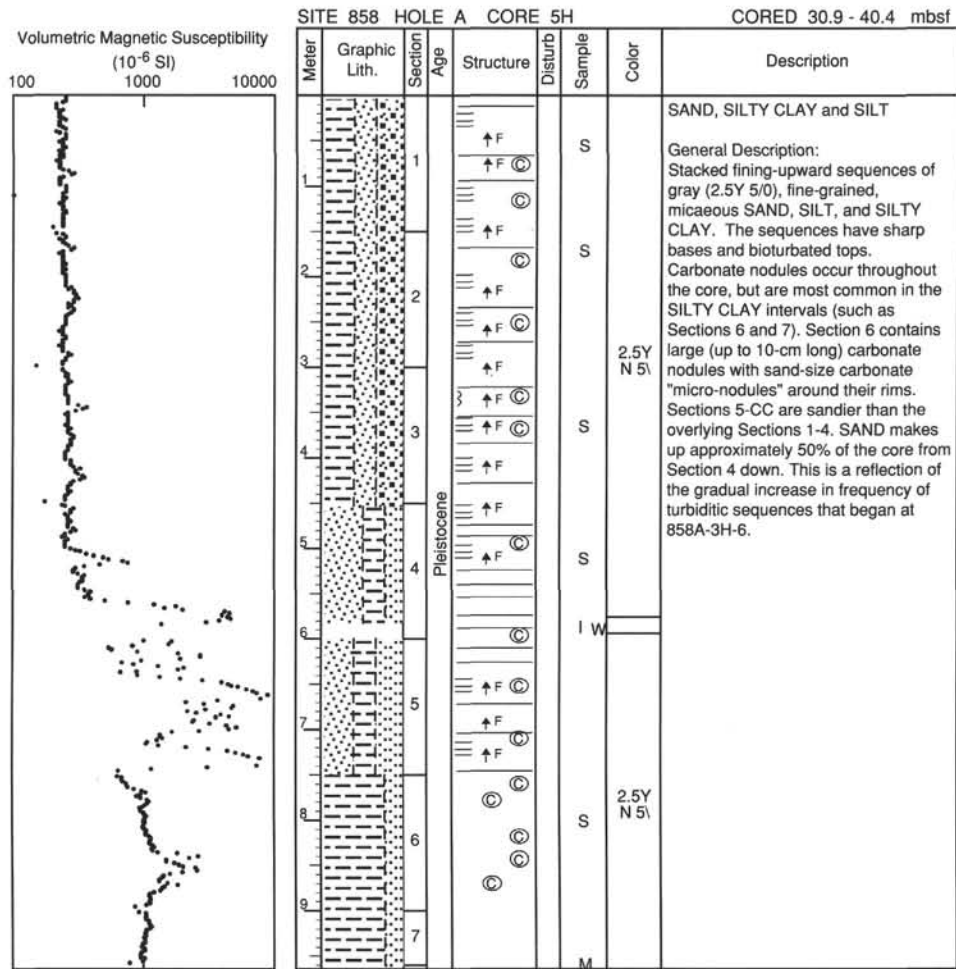 SITE 858 HOLE A CORE 5H CORED 30.9 - 40.4 mbsf
Volumetric Magnetic Susceptibility
(10-6 SI)
100 1000 10000
Meter
Graphic
Lith.
Section
Age
Structure
Disturb
Sample
Color
Description
1
2
3
4
5
6
7
8
9
1
2
3
4
5
6
7
Pleistocene
F
F C
C
F
C
F
F C
F
F C
F C
F
F
C
F
C
F C
F
C
F
C
C
C
C
C
S
S
S
S
I W
S
M
2.5Y
N 5\
2.5Y
N 5\
SAND, SILTY CLAY and SILT
General Description:
Stacked fining-upward sequences of
gray (2.5Y 5/0), fine-grained,
micaeous SAND, SILT, and SILTY
CLAY. The sequences have sharp
bases and bioturbated tops.
Carbonate nodules occur throughout
the core, but are most common in the
SILTY CLAY intervals (such as
Sections 6 and 7). Section 6 contains
large (up to 10-cm long) carbonate
nodules with sand-size carbonate
"micro-nodules" around their rims.
Sections 5-CC are sandier than the
overlying Sections 1-4. SAND makes
up approximately 50% of the core from
Section 4 down. This is a reflection of
the gradual increase in frequency of
turbiditic sequences that began at
858A-3H-6.